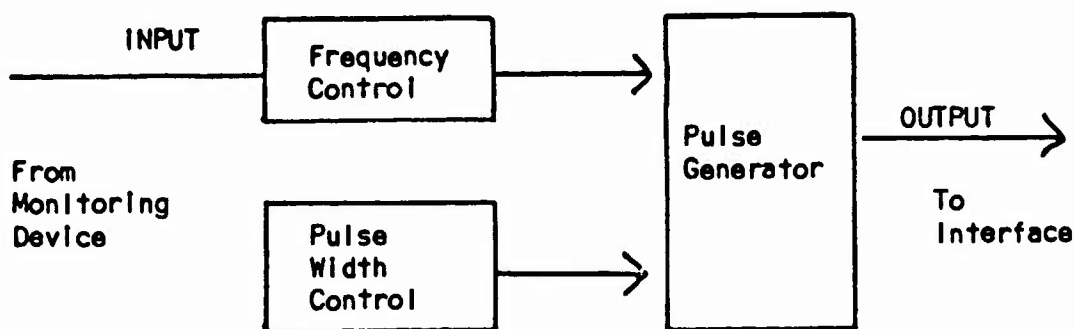 INPUT
Frequency
Control
From
Monitoring
Device
Pulse
Width
Control
Pulse
Generator
OUTPUT
To
Interface